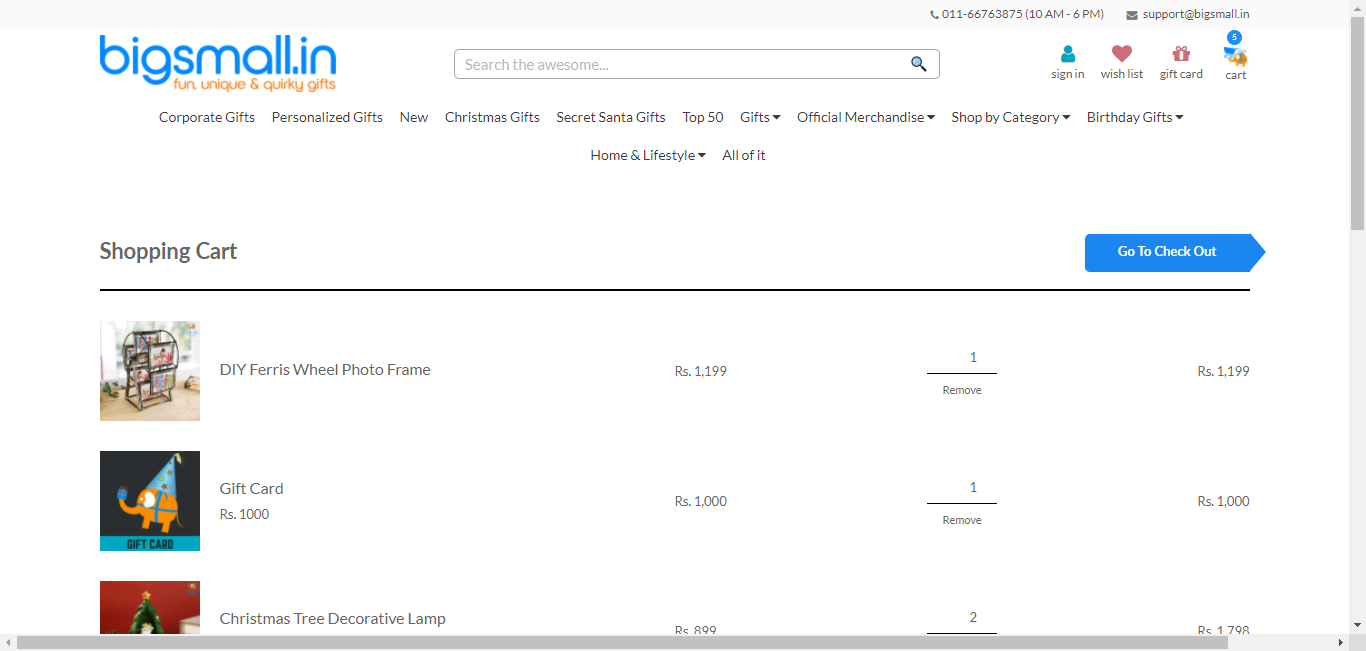 011-66763875 (10 AM - 6 PM) support@bigsmall.in
bigsmall.in
fun, unique & quirky gifts
Search the awesome...
sign in
wish list
gift card
5
cart
Corporate Gifts Personalized Gifts New Christmas Gifts Secret Santa Gifts Top 50 Gifts Official Merchandise Shop by Category Birthday Gifts
Home & Lifestyle All of it
Shopping Cart
Go To Check Out
DIY Ferris Wheel Photo Frame Rs. 1,199 1 Rs. 1,199
Remove
GIFT CARD
Gift Card
Rs. 1000
Rs. 1,000 1 Rs. 1,000
Remove
Christmas Tree Decorative Lamp Rs. 899 2 Rs. 1,798